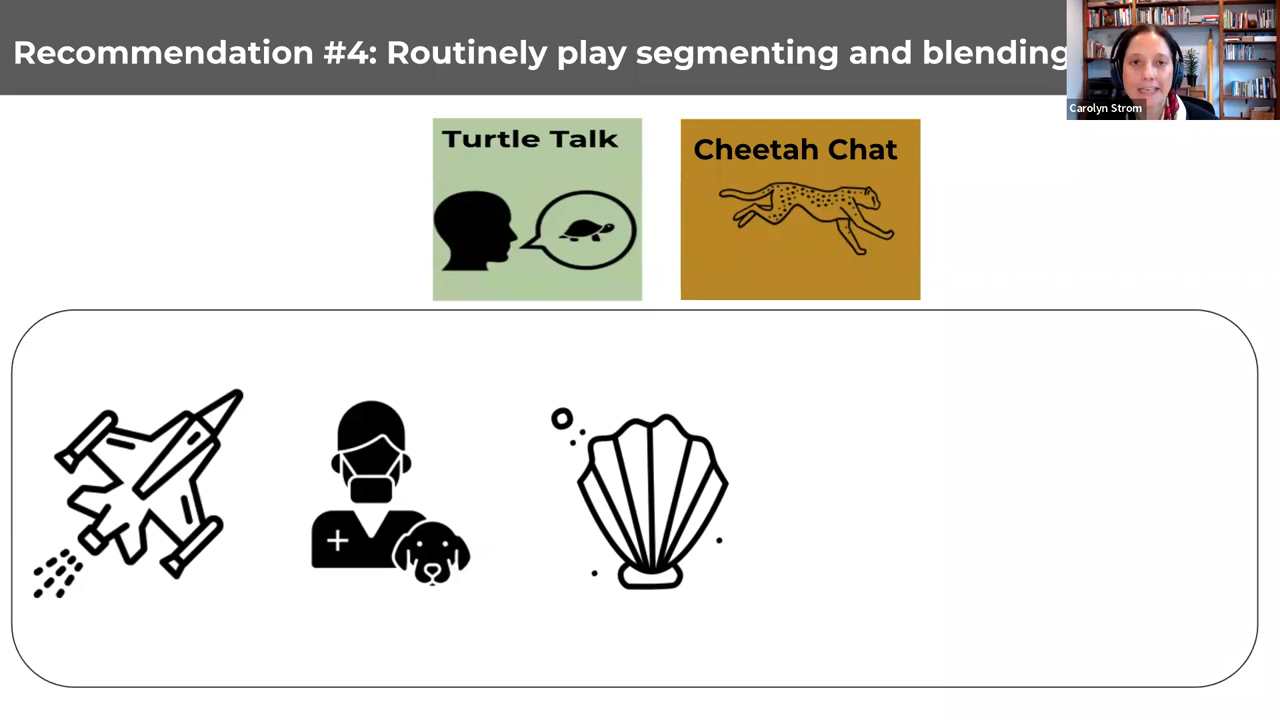 Recommendation #4: Routinely play segmenting and blending
Carolyn Strom
Turtle Talk
Cheetah Chat